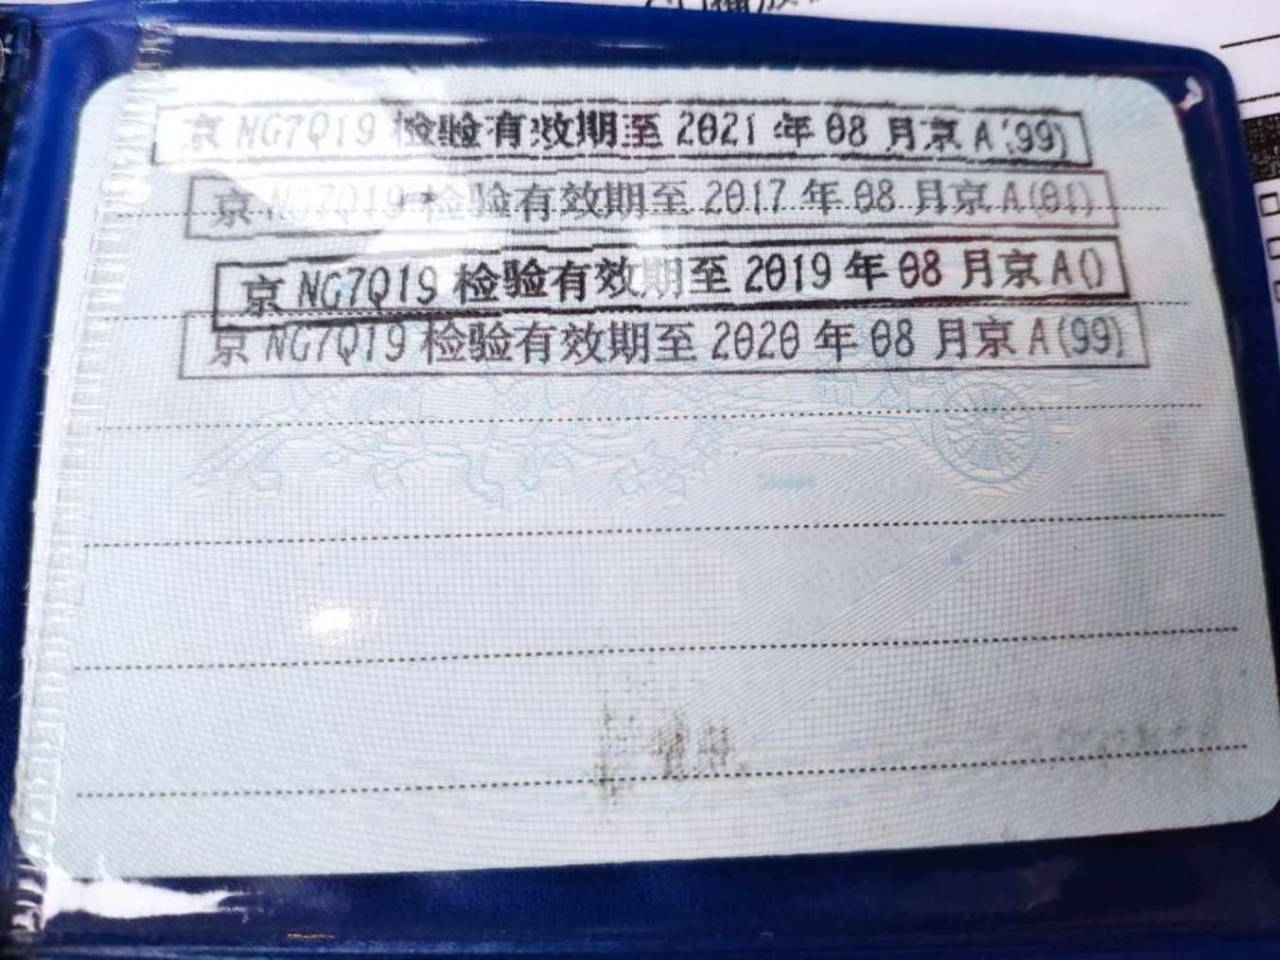 京 NG7Q19 检验有效期至 2021 年 08 月京 A(99)
京 NG7Q19 检验有效期至 2017 年 08 月京 A(01)
京 NG7Q19 检验有效期至 2019 年 08 月京 A()
京 NG7Q19 检验有效期至 2020 年 08 月京 A(99)